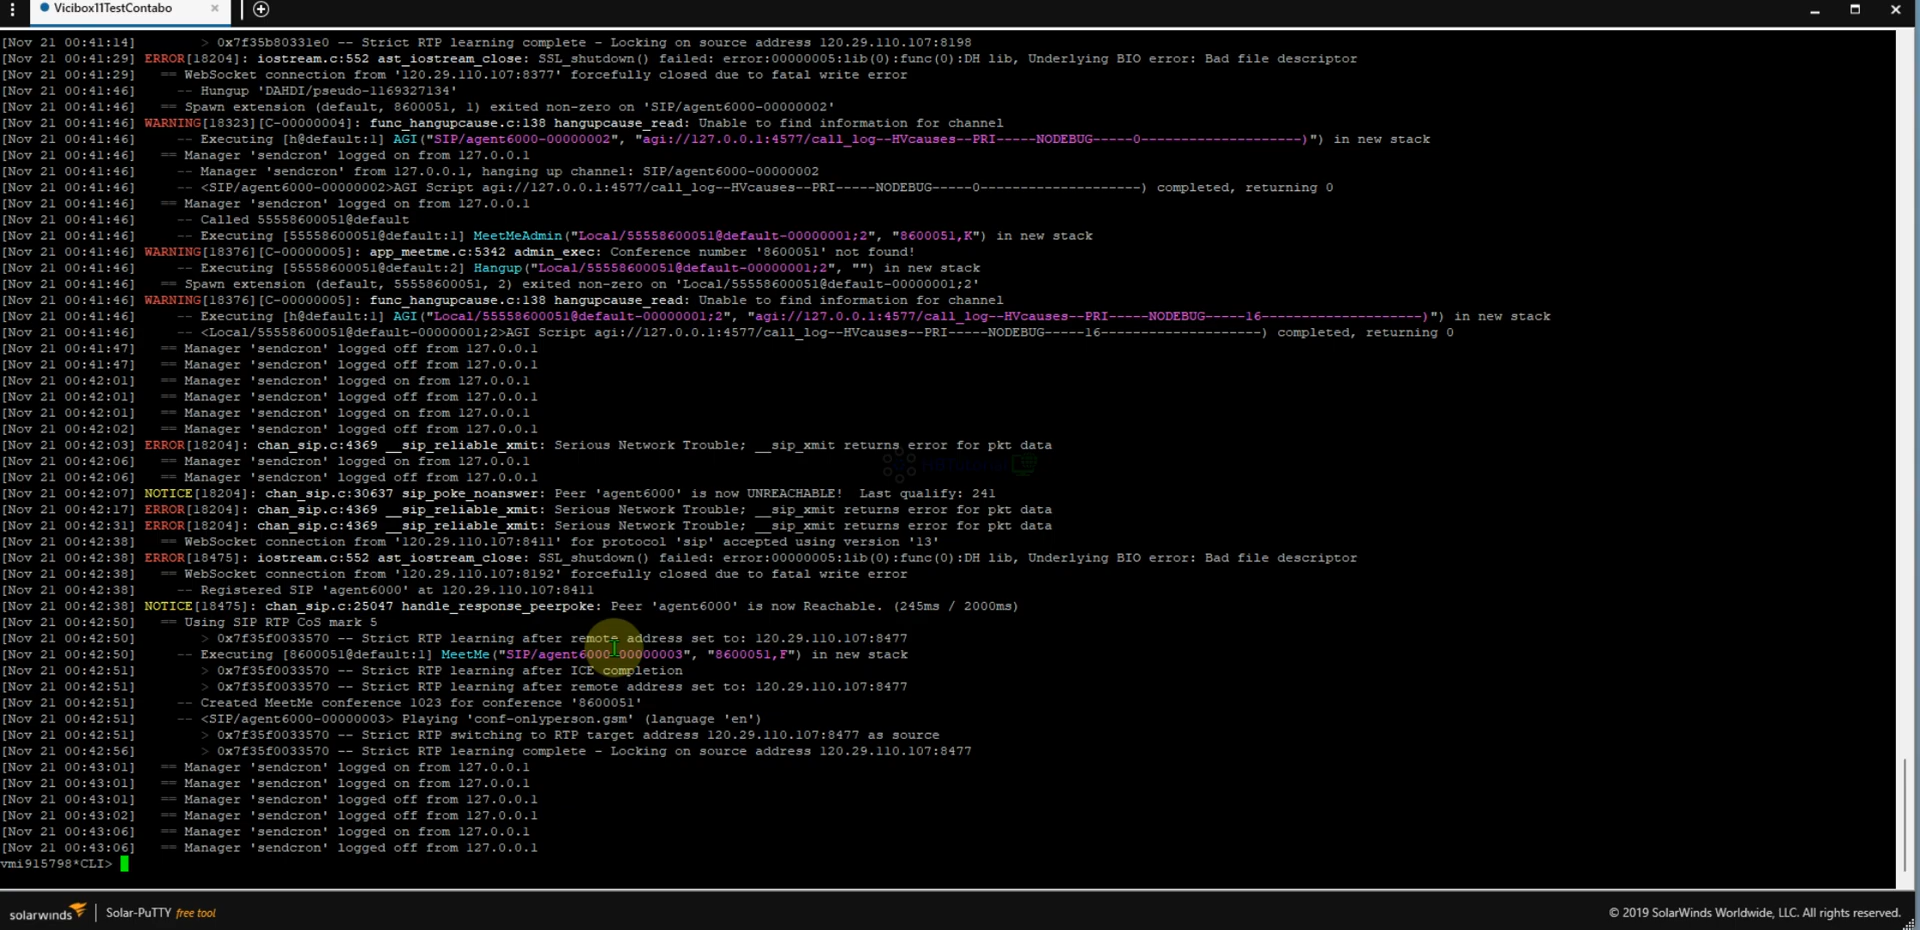 Vicibox11TestContabo
[Nov 21 00:41:14] > 0x7f35b80331e0 -- Strict RTP learning complete - Locking on source address 120.29.110.107:8198
[Nov 21 00:41:29] ERROR[18204]: iostream.c:552 ast_iostream_close: SSL_shutdown() failed: error:00000005:lib(0):func(0):DH lib, Underlying BIO error: Bad file descriptor
[Nov 21 00:41:29] == WebSocket connection from '120.29.110.107:8377' forcefully closed due to fatal write error
[Nov 21 00:41:46] -- Hungup 'DAHDI/pseudo-1169327134'
[Nov 21 00:41:46] == Spawn extension (default, 8600051, 1) exited non-zero on 'SIP/agent6000-00000002'
[Nov 21 00:41:46] WARNING[18323][C-00000004]: func_hangupcause.c:138 hangupcause_read: Unable to find information for channel
[Nov 21 00:41:46] -- Executing [h@default:1] AGI("SIP/agent6000-00000002", "agi://127.0.0.1:4577/call_log--HVcauses--PRI-----NODEBUG-----0--------------------)") in new stack
[Nov 21 00:41:46] == Manager 'sendcron' logged on from 127.0.0.1
[Nov 21 00:41:46] -- Manager 'sendcron' from 127.0.0.1, hanging up channel: SIP/agent6000-00000002
[Nov 21 00:41:46] -- <SIP/agent6000-00000002>AGI Script agi://127.0.0.1:4577/call_log--HVcauses--PRI-----NODEBUG-----0--------------------) completed, returning 0
[Nov 21 00:41:46] == Manager 'sendcron' logged on from 127.0.0.1
[Nov 21 00:41:46] -- Called 55558600051@default
[Nov 21 00:41:46] -- Executing [55558600051@default:1] MeetMeAdmin("Local/55558600051@default-00000001;2", "8600051,K") in new stack
[Nov 21 00:41:46] WARNING[18376][C-00000005]: app_meetme.c:5342 admin_exec: Conference number '8600051' not found!
[Nov 21 00:41:46] -- Executing [55558600051@default:2] Hangup("Local/55558600051@default-00000001;2", "") in new stack
[Nov 21 00:41:46] == Spawn extension (default, 55558600051, 2) exited non-zero on 'Local/55558600051@default-00000001;2'
[Nov 21 00:41:46] WARNING[18376][C-00000005]: func_hangupcause.c:138 hangupcause_read: Unable to find information for channel
[Nov 21 00:41:46] -- Executing [h@default:1] AGI("Local/55558600051@default-00000001;2", "agi://127.0.0.1:4577/call_log--HVcauses--PRI-----NODEBUG-----16--------------------)") in new stack
[Nov 21 00:41:46] -- <Local/55558600051@default-00000001;2>AGI Script agi://127.0.0.1:4577/call_log--HVcauses--PRI-----NODEBUG-----16--------------------) completed, returning 0
[Nov 21 00:41:47] == Manager 'sendcron' logged off from 127.0.0.1
[Nov 21 00:41:47] == Manager 'sendcron' logged off from 127.0.0.1
[Nov 21 00:42:01] == Manager 'sendcron' logged on from 127.0.0.1
[Nov 21 00:42:01] == Manager 'sendcron' logged off from 127.0.0.1
[Nov 21 00:42:01] == Manager 'sendcron' logged on from 127.0.0.1
[Nov 21 00:42:02] == Manager 'sendcron' logged off from 127.0.0.1
[Nov 21 00:42:03] ERROR[18204]: chan_sip.c:4369 __sip_reliable_xmit: Serious Network Trouble; __sip_xmit returns error for pkt data
[Nov 21 00:42:06] == Manager 'sendcron' logged on from 127.0.0.1
[Nov 21 00:42:06] == Manager 'sendcron' logged off from 127.0.0.1
[Nov 21 00:42:07] NOTICE[18204]: chan_sip.c:30637 sip_poke_noanswer: Peer 'agent6000' is now UNREACHABLE! Last qualify: 241
[Nov 21 00:42:17] ERROR[18204]: chan_sip.c:4369 __sip_reliable_xmit: Serious Network Trouble; __sip_xmit returns error for pkt data
[Nov 21 00:42:31] ERROR[18204]: chan_sip.c:4369 __sip_reliable_xmit: Serious Network Trouble; __sip_xmit returns error for pkt data
[Nov 21 00:42:38] == WebSocket connection from '120.29.110.107:8411' for protocol 'sip' accepted using version '13'
[Nov 21 00:42:38] ERROR[18475]: iostream.c:552 ast_iostream_close: SSL_shutdown() failed: error:00000005:lib(0):func(0):DH lib, Underlying BIO error: Bad file descriptor
[Nov 21 00:42:38] == WebSocket connection from '120.29.110.107:8192' forcefully closed due to fatal write error
[Nov 21 00:42:38] -- Registered SIP 'agent6000' at 120.29.110.107:8411
[Nov 21 00:42:38] NOTICE[18475]: chan_sip.c:25047 handle_response_peerpoke: Peer 'agent6000' is now Reachable. (245ms / 2000ms)
[Nov 21 00:42:50] == Using SIP RTP CoS mark 5
[Nov 21 00:42:50] > 0x7f35f0033570 -- Strict RTP learning after remote address set to: 120.29.110.107:8477
[Nov 21 00:42:50] -- Executing [8600051@default:1] MeetMe("SIP/agent6000-00000003", "8600051,F") in new stack
[Nov 21 00:42:51] > 0x7f35f0033570 -- Strict RTP learning after ICE completion
[Nov 21 00:42:51] > 0x7f35f0033570 -- Strict RTP learning after remote address set to: 120.29.110.107:8477
[Nov 21 00:42:51] -- Created MeetMe conference 1023 for conference '8600051'
[Nov 21 00:42:51] -- <SIP/agent6000-00000003> Playing 'conf-onlyperson.gsm' (language 'en')
[Nov 21 00:42:51] > 0x7f35f0033570 -- Strict RTP switching to RTP target address 120.29.110.107:8477 as source
[Nov 21 00:42:56] > 0x7f35f0033570 -- Strict RTP learning complete - Locking on source address 120.29.110.107:8477
[Nov 21 00:43:01] == Manager 'sendcron' logged on from 127.0.0.1
[Nov 21 00:43:01] == Manager 'sendcron' logged on from 127.0.0.1
[Nov 21 00:43:01] == Manager 'sendcron' logged off from 127.0.0.1
[Nov 21 00:43:02] == Manager 'sendcron' logged off from 127.0.0.1
[Nov 21 00:43:06] == Manager 'sendcron' logged on from 127.0.0.1
[Nov 21 00:43:06] == Manager 'sendcron' logged off from 127.0.0.1
vmi915798*CLI>
solarwinds | Solar-PuTTY free tool
© 2019 SolarWinds Worldwide, LLC. All rights reserved.